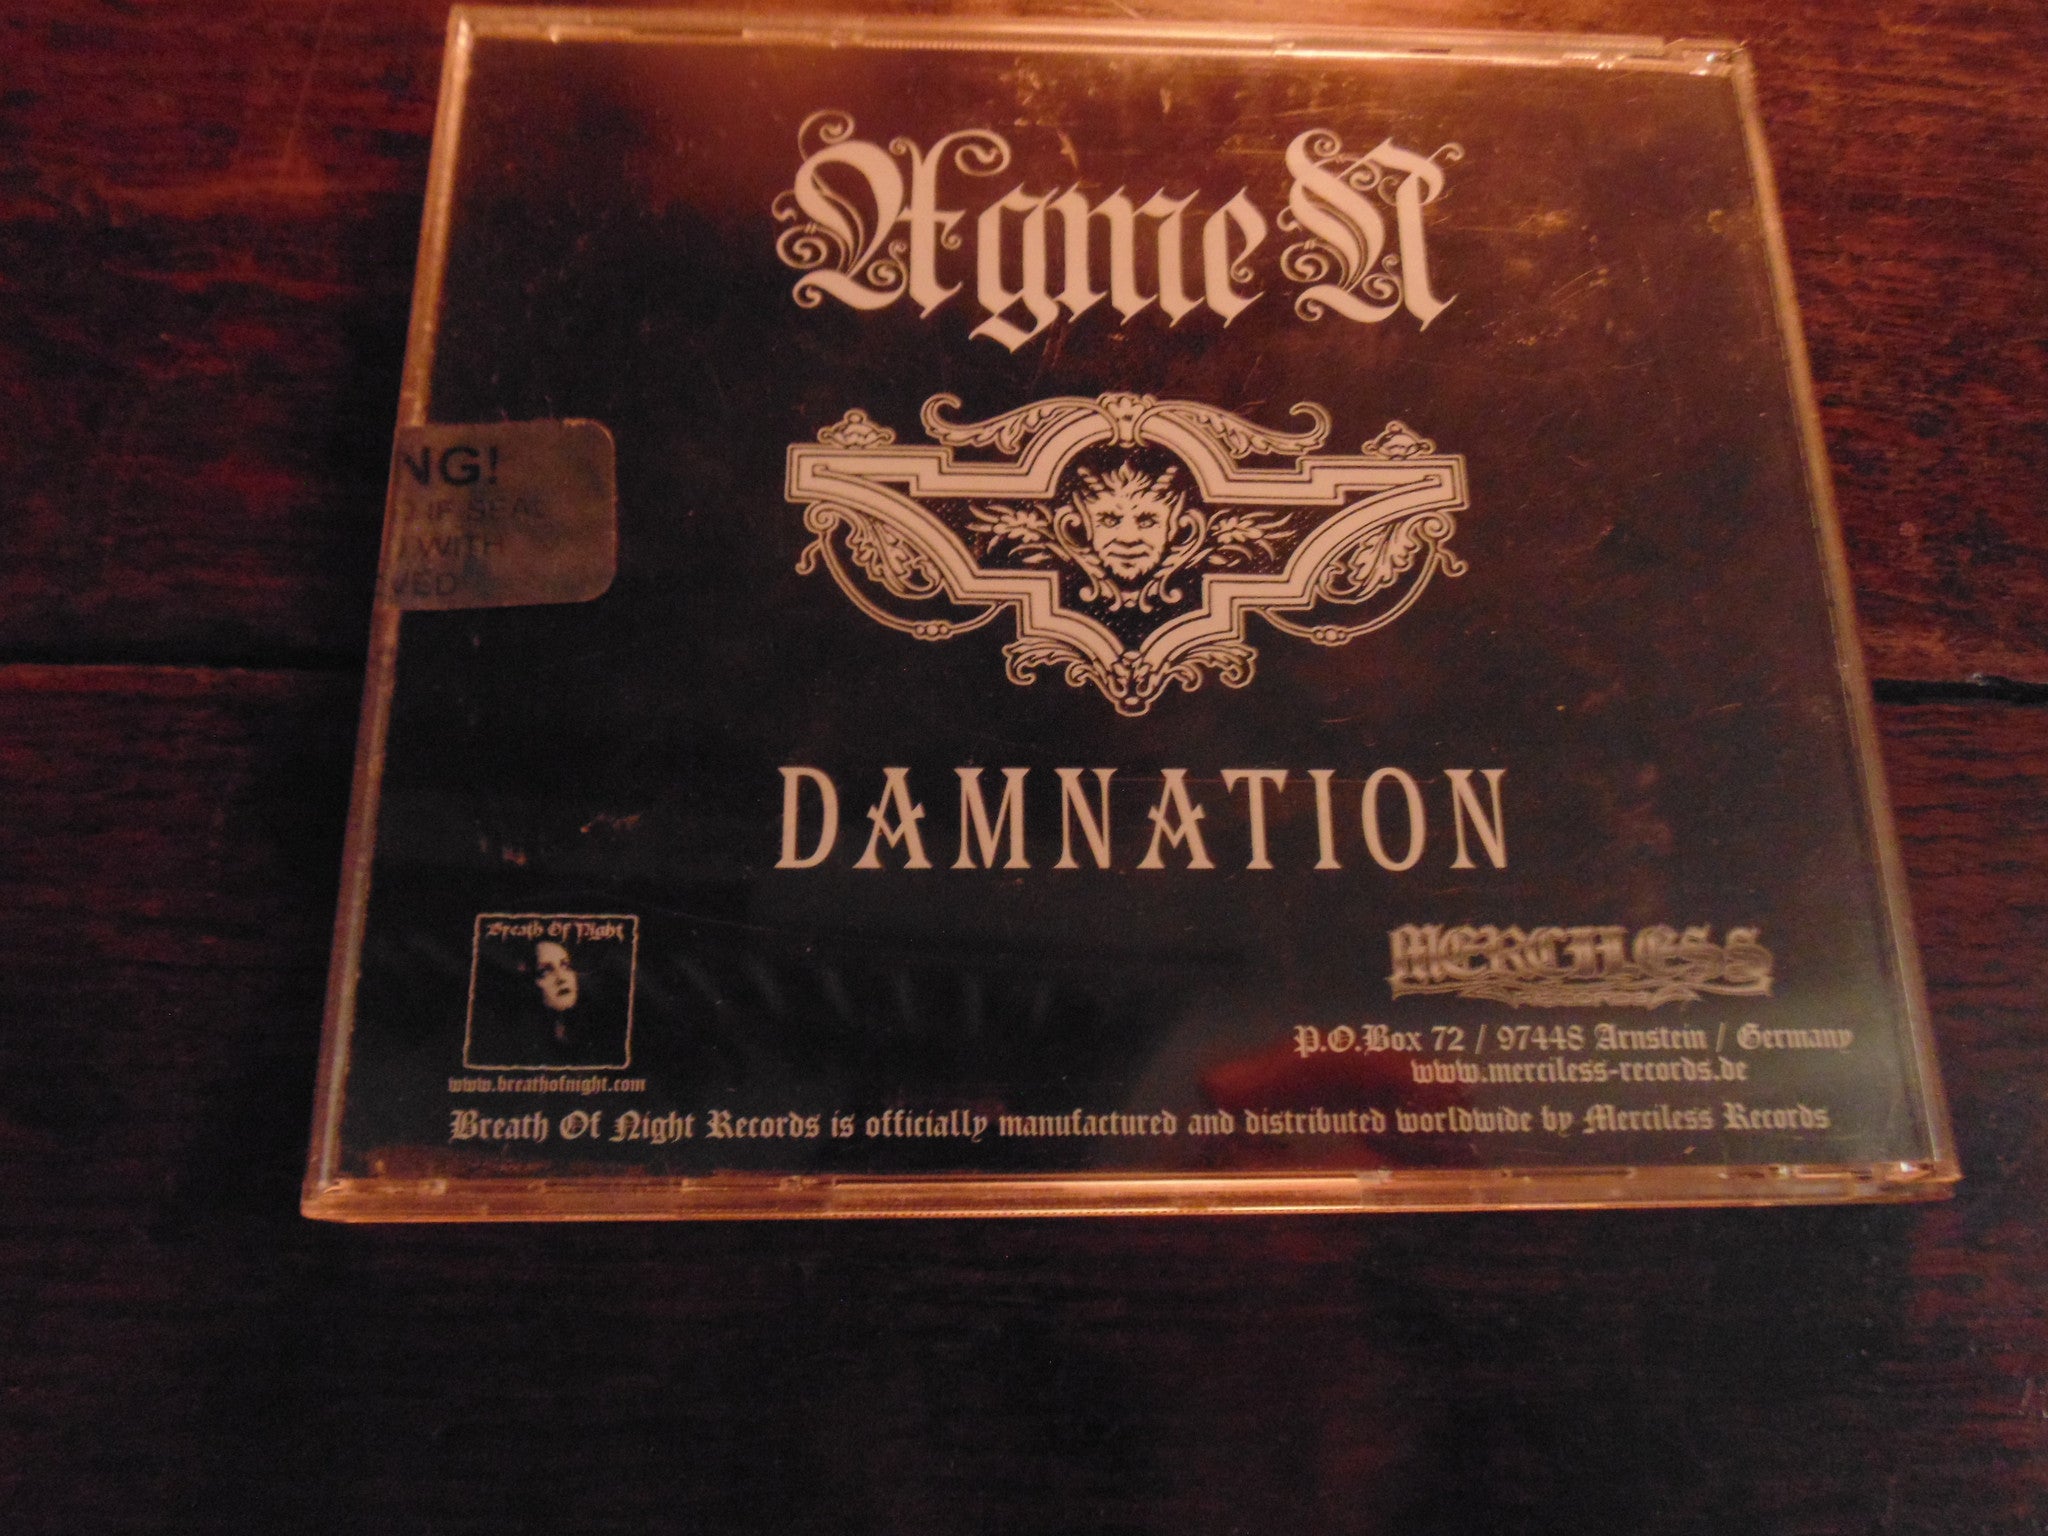 AgmeN
NG!
D IF SEAL
WITH
VED
DAMNATION
Breath Of Night
MERCILESS
RECORDS
P.O.Box 72 / 97448 Arnstein / Germany
www.merciless-records.de
www.breathofnight.com
Breath Of Night Records is officially manufactured and distributed worldwide by Merciless Records